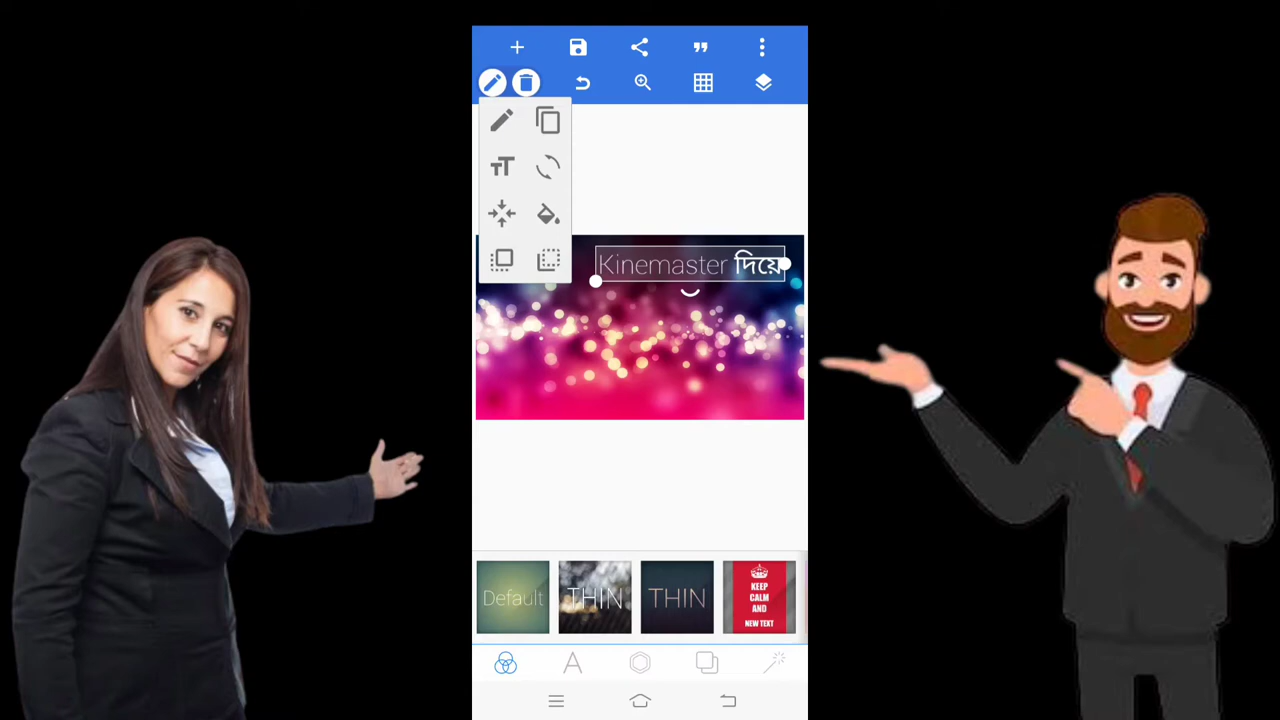 Kinemaster দিয়ে
Default
THIN
THIN
KEEP
CALM
AND
NEW TEXT